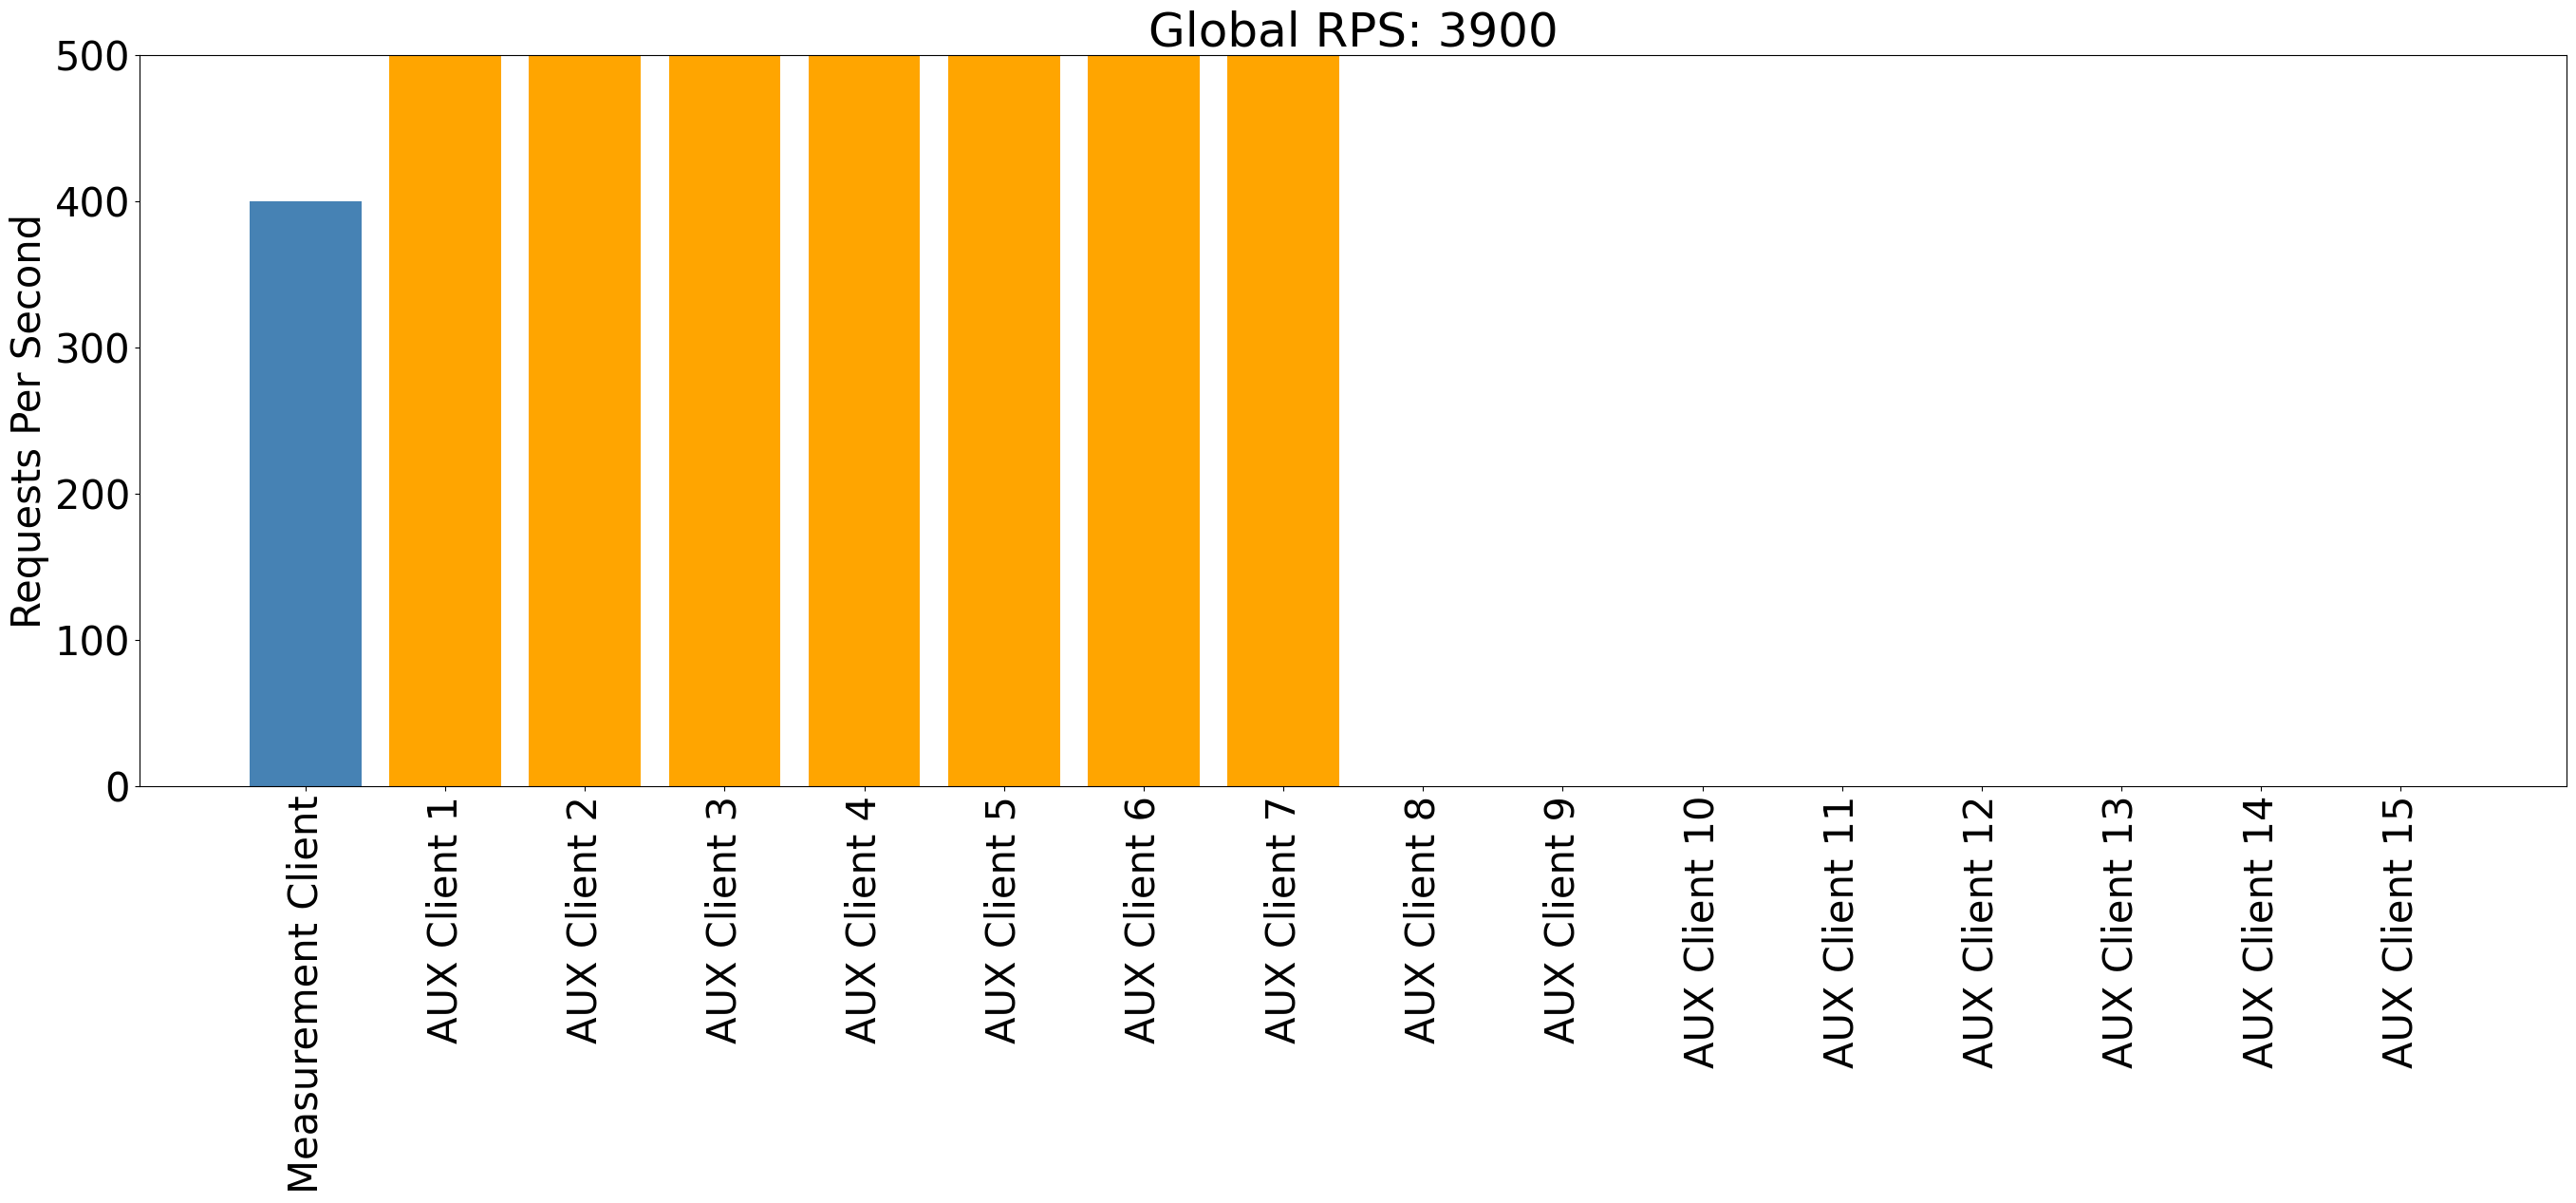 Global RPS: 3900
Requests Per Second
500
400
300
200
100
0
Measurement Client
AUX Client 1
AUX Client 2
AUX Client 3
AUX Client 4
AUX Client 5
AUX Client 6
AUX Client 7
AUX Client 8
AUX Client 9
AUX Client 10
AUX Client 11
AUX Client 12
AUX Client 13
AUX Client 14
AUX Client 15